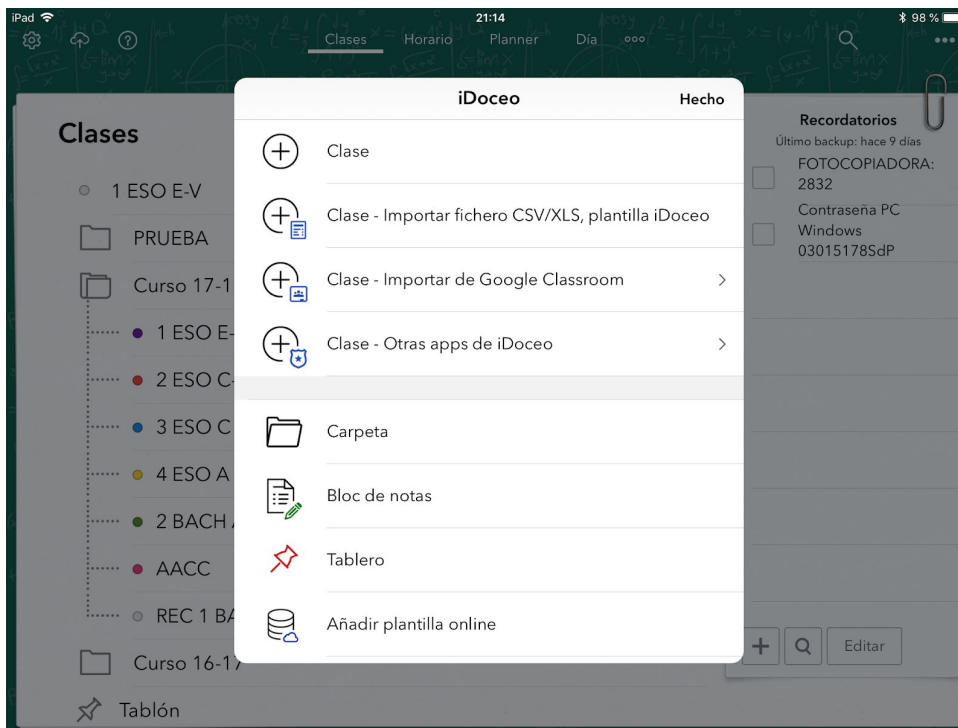 iPad
21:14
98 %
Clases
Horario
Planner
Día
iDoceo
Hecho
Clase
Clase - Importar fichero CSV/XLS, plantilla iDoceo
Clase - Importar de Google Classroom
Clase - Otras apps de iDoceo
Carpeta
Bloc de notas
Tablero
Añadir plantilla online
Clases
1 ESO E-V
PRUEBA
Curso 17-1
1 ESO E-
2 ESO C-
3 ESO C
4 ESO A
2 BACH
AACC
REC 1 BA
Curso 16-17
Tablón
Recordatorios
Último backup: hace 9 días
FOTOCOPIADORA:
2832
Contraseña PC
Windows
03015178SdP
Editar